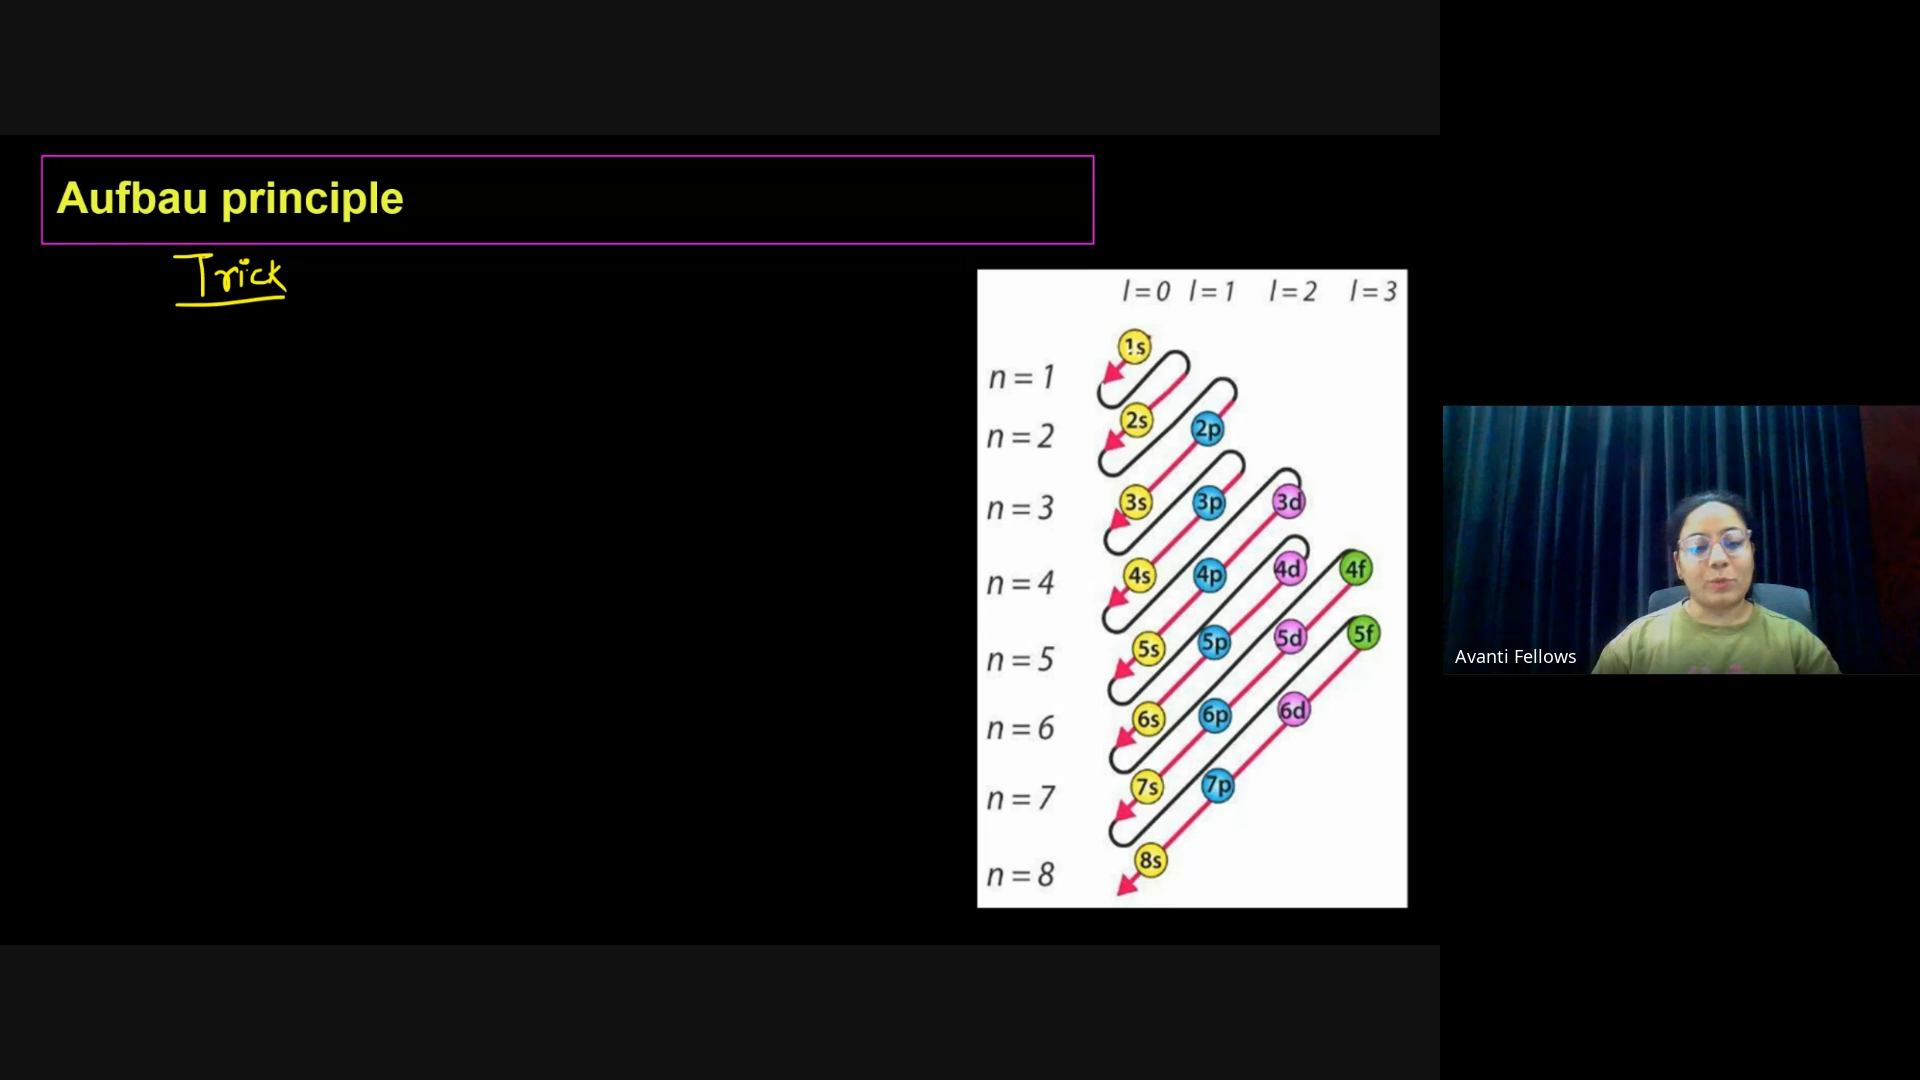 Aufbau principle
Trick
l = 0 l = 1 l = 2 l = 3
1s
n = 1
2s 2p
n = 2
3s 3p 3d
n = 3
4s 4p 4d 4f
n = 4
5s 5p 5d 5f
n = 5
6s 6p 6d
n = 6
7s 7p
n = 7
8s
n = 8
Avanti Fellows